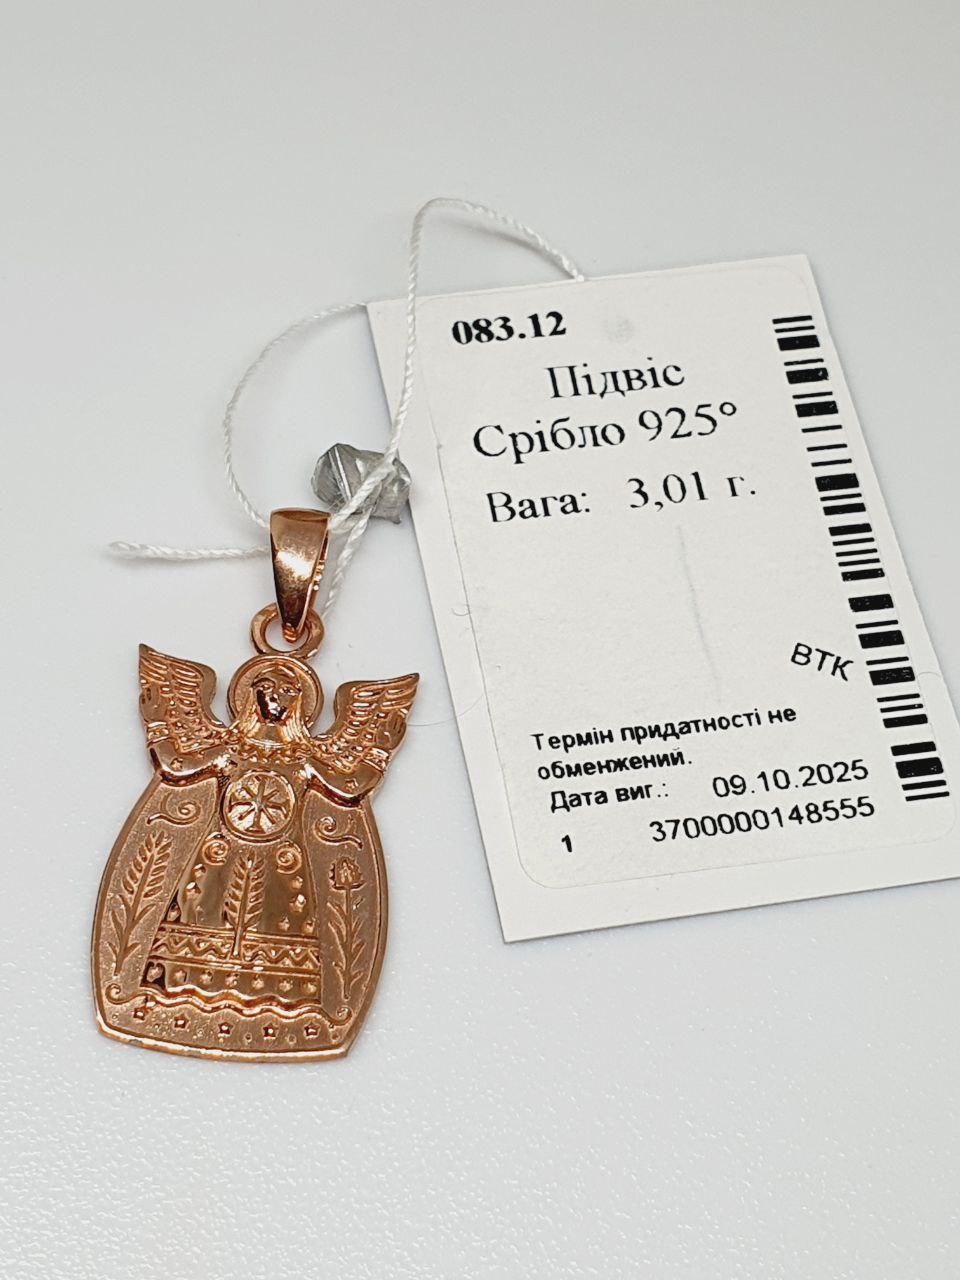 083.12
Підвіс
Срібло 925°
Вага: 3,01 г.
ВТК
Термін придатності не
обмежений.
Дата виг.: 09.10.2025
1 3700000148555